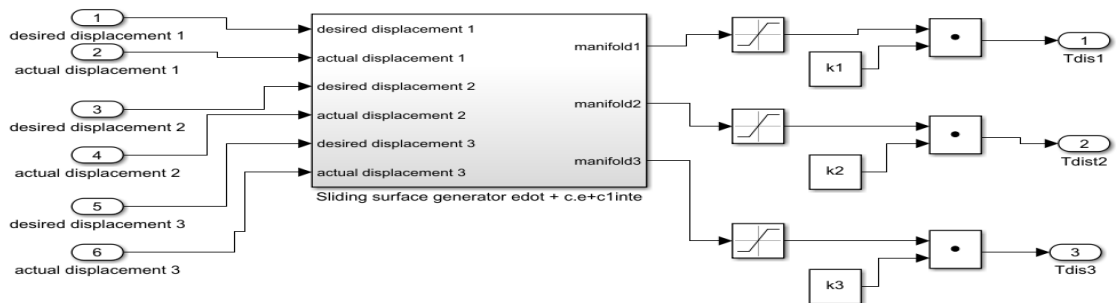 1
desired displacement 1
2
actual displacement 1
3
desired displacement 2
4
actual displacement 2
5
desired displacement 3
6
actual displacement 3
desired displacement 1
actual displacement 1
desired displacement 2
actual displacement 2
desired displacement 3
actual displacement 3
manifold1
manifold2
manifold3
Sliding surface generator edot + c.e+c1inte
k1
1
Tdis1
k2
2
Tdist2
k3
3
Tdis3